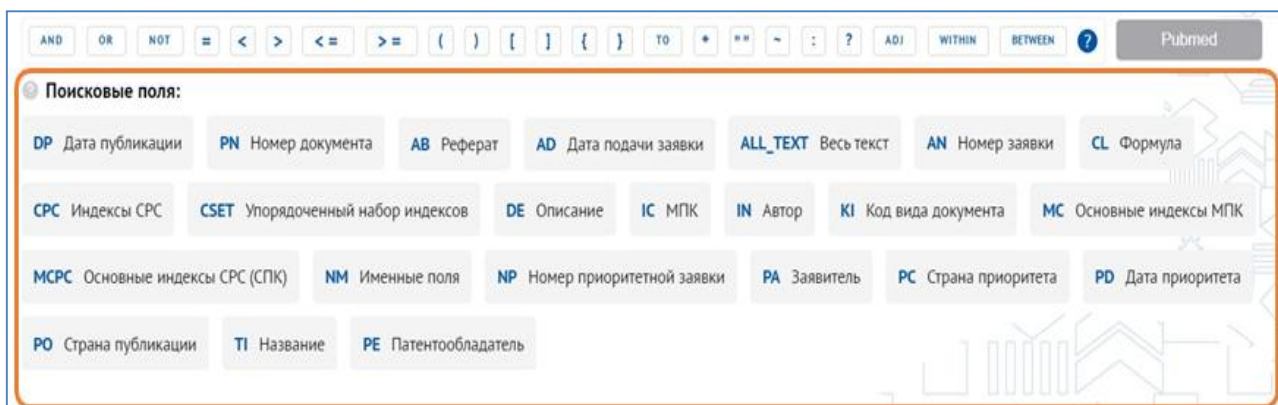 AND OR NOT = < > <= >= ( ) [ ] { } TO * "" ~ : ? ADJ WITHIN BETWEEN ? Pubmed
? Поисковые поля:
DP Дата публикации PN Номер документа AB Реферат AD Дата подачи заявки ALL_TEXT Весь текст AN Номер заявки CL Формула
CPC Индексы CPC CSET Упорядоченный набор индексов DE Описание IC МПК IN Автор KI Код вида документа MC Основные индексы МПК
MCPC Основные индексы CPC (СПК) NM Именные поля NP Номер приоритетной заявки PA Заявитель PC Страна приоритета PD Дата приоритета
PO Страна публикации TI Название PE Патентообладатель